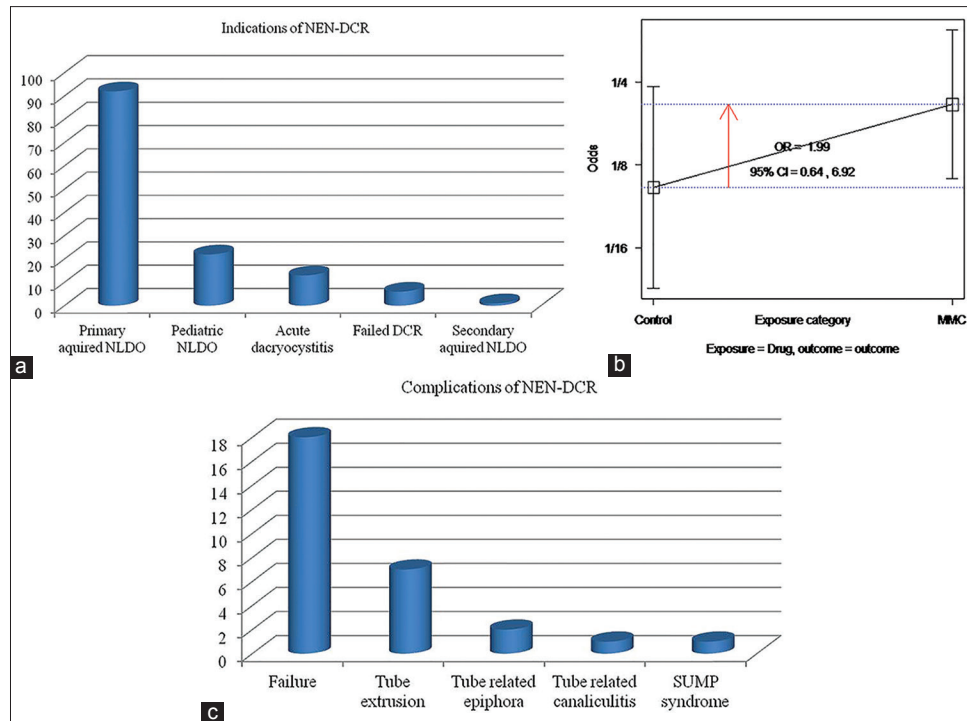 Indications of NEN-DCR
100
90
80
70
60
50
40
30
20
10
0
Primary
aquired NLDO
Pediatric
NLDO
Acute
dacryocystitis
Failed DCR
Secondary
aquired NLDO
a
Odds
1/4
1/8
1/16
OR = 1.99
95% CI = 0.64 , 6.92
Control
Exposure category
MMC
Exposure = Drug, outcome = outcome
b
Complications of NEN-DCR
18
16
14
12
10
8
6
4
2
0
Failure
Tube
extrusion
Tube related
epiphora
Tube related
canaliculitis
SUMP
syndrome
c